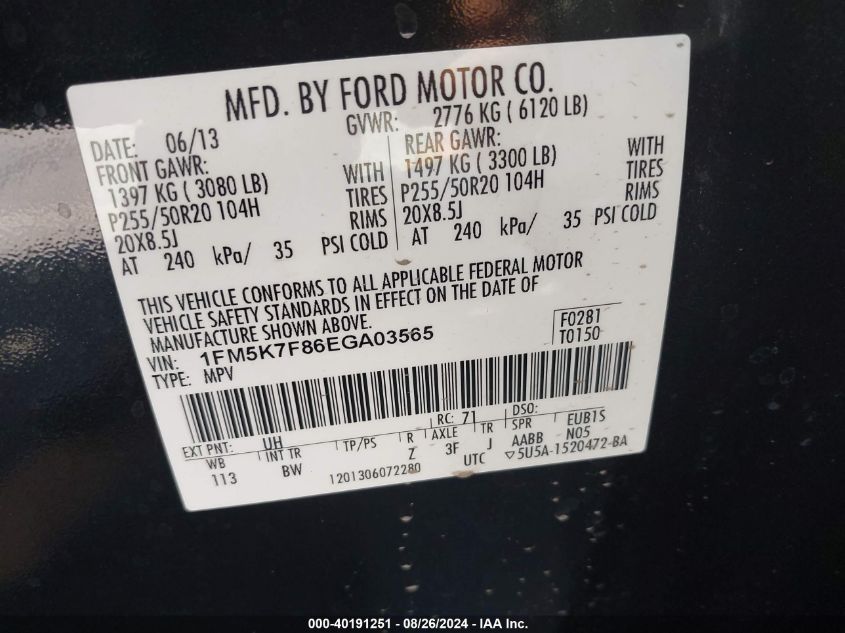 MFD. BY FORD MOTOR CO.
DATE: 06/13 GVWR: 2776 KG ( 6120 LB)
FRONT GAWR: REAR GAWR:
1397 KG ( 3080 LB) WITH 1497 KG ( 3300 LB) WITH
P255/50R20 104H TIRES P255/50R20 104H TIRES
20X8.5J RIMS 20X8.5J RIMS
AT 240 kPa/ 35 PSI COLD AT 240 kPa/ 35 PSI COLD
THIS VEHICLE CONFORMS TO ALL APPLICABLE FEDERAL MOTOR
VEHICLE SAFETY STANDARDS IN EFFECT ON THE DATE OF
MANUFACTURE SHOWN ABOVE.
VIN: 1FM5K7F86EGA03565
TYPE: MPV
F0281
T0150
EXT PNT: UH RC: 71 DSO:
WB INT TR TP/PS R AXLE TR SPR EUB1S
113 BW Z 3F J AABB N05
1201306072280 UTC ▽5U5A-1520472-BA
000-40191251 - 08/26/2024 - IAA Inc.